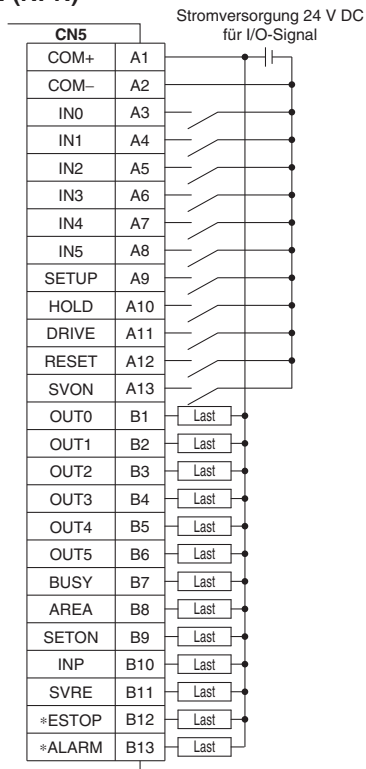 (NPN)
Stromversorgung 24 V DC
für I/O-Signal
CN5
COM+ A1
COM– A2
IN0 A3
IN1 A4
IN2 A5
IN3 A6
IN4 A7
IN5 A8
SETUP A9
HOLD A10
DRIVE A11
RESET A12
SVON A13
OUT0 B1 Last
OUT1 B2 Last
OUT2 B3 Last
OUT3 B4 Last
OUT4 B5 Last
OUT5 B6 Last
BUSY B7 Last
AREA B8 Last
SETON B9 Last
INP B10 Last
SVRE B11 Last
∗ESTOP B12 Last
∗ALARM B13 Last